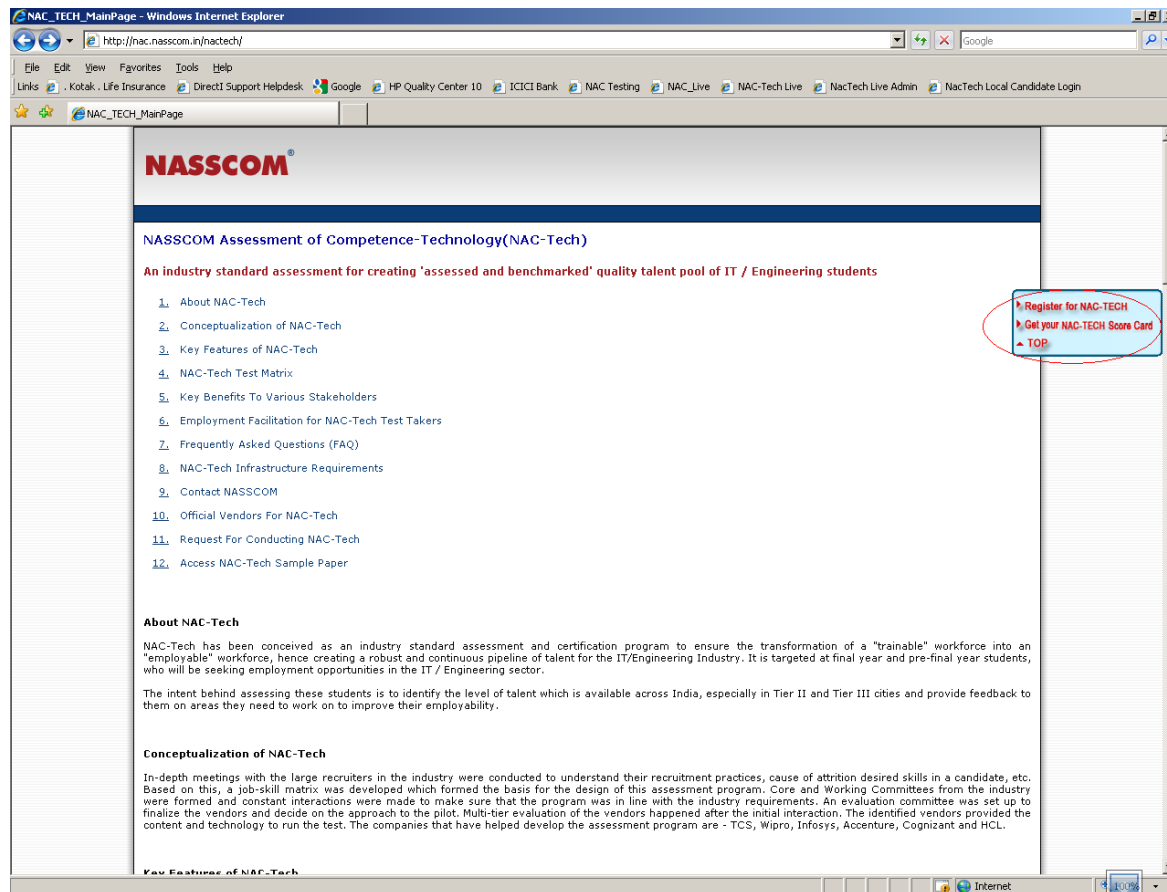 NAC_TECH_MainPage - Windows Internet Explorer
http://nac.nasscom.in/nactech/
Google
File Edit View Favorites Tools Help
Links . Kotak . Life Insurance DirectI Support Helpdesk Google HP Quality Center 10 ICICI Bank NAC Testing NAC_Live NAC-Tech Live NacTech Live Admin NacTech Local Candidate Login
NAC_TECH_MainPage
NASSCOM®
NASSCOM Assessment of Competence-Technology(NAC-Tech)
An industry standard assessment for creating 'assessed and benchmarked' quality talent pool of IT / Engineering students
1. About NAC-Tech
2. Conceptualization of NAC-Tech
3. Key Features of NAC-Tech
4. NAC-Tech Test Matrix
5. Key Benefits To Various Stakeholders
6. Employment Facilitation for NAC-Tech Test Takers
7. Frequently Asked Questions (FAQ)
8. NAC-Tech Infrastructure Requirements
9. Contact NASSCOM
10. Official Vendors For NAC-Tech
11. Request For Conducting NAC-Tech
12. Access NAC-Tech Sample Paper
Register for NAC-TECH
Get your NAC-TECH Score Card
TOP
About NAC-Tech
NAC-Tech has been conceived as an industry standard assessment and certification program to ensure the transformation of a "trainable" workforce into an
"employable" workforce, hence creating a robust and continuous pipeline of talent for the IT/Engineering Industry. It is targeted at final year and pre-final year students,
who will be seeking employment opportunities in the IT / Engineering sector.
The intent behind assessing these students is to identify the level of talent which is available across India, especially in Tier II and Tier III cities and provide feedback to
them on areas they need to work on to improve their employability.
Conceptualization of NAC-Tech
In-depth meetings with the large recruiters in the industry were conducted to understand their recruitment practices, cause of attrition desired skills in a candidate, etc.
Based on this, a job-skill matrix was developed which formed the basis for the design of this assessment program. Core and Working Committees from the industry
were formed and constant interactions were made to make sure that the program was in line with the industry requirements. An evaluation committee was set up to
finalize the vendors and decide on the approach to the pilot. Multi-tier evaluation of the vendors happened after the initial interaction. The identified vendors provided the
content and technology to run the test. The companies that have helped develop the assessment program are - TCS, Wipro, Infosys, Accenture, Cognizant and HCL.
Key Features of NAC-Tech
Internet 100%